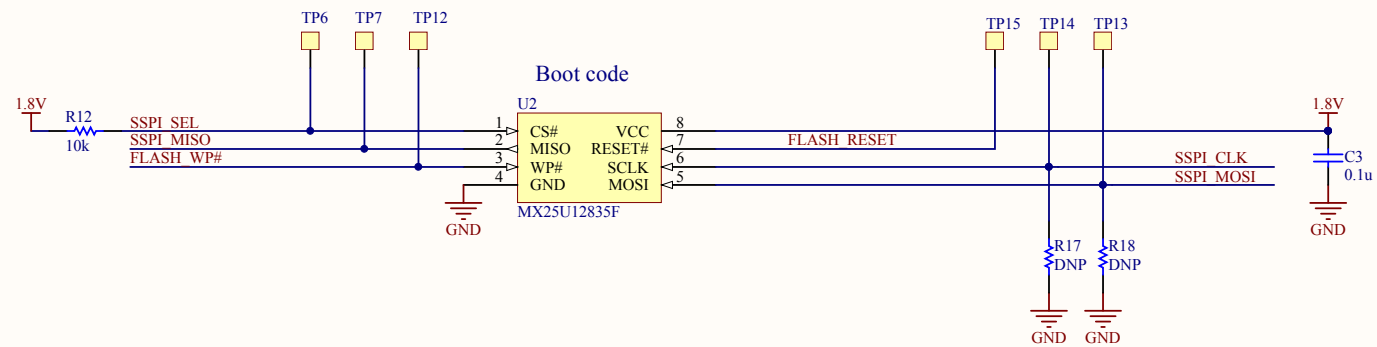 TP6 TP7 TP12 TP15 TP14 TP13
Boot code
1.8V R12 10k U2 1.8V
SSPI_SEL 1 CS# VCC 8
SSPI_MISO 2 MISO RESET# 7 FLASH_RESET
FLASH_WP# 3 WP# SCLK 6 SSPI_CLK C3
4 GND MOSI 5 SSPI_MOSI 0.1u
MX25U12835F
GND GND
R17 R18
DNP DNP
GND GND